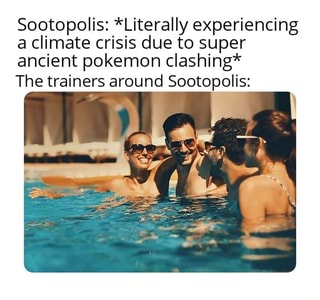 Sootopolis: *Literally experiencing
a climate crisis due to super
ancient pokemon clashing*
The trainers around Sootopolis: